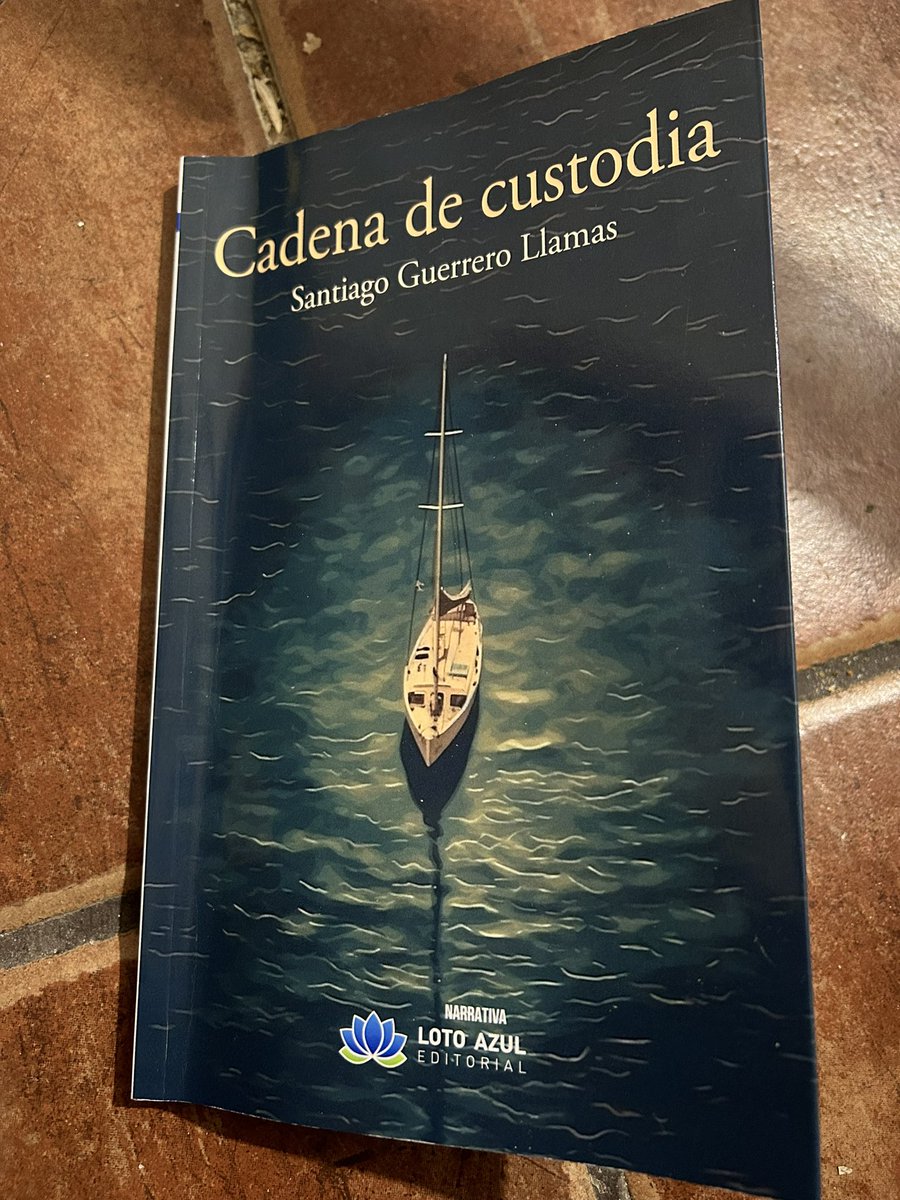 Cadena de custodia
Santiago Guerrero Llamas
NARRATIVA
LOTO AZUL
EDITORIAL